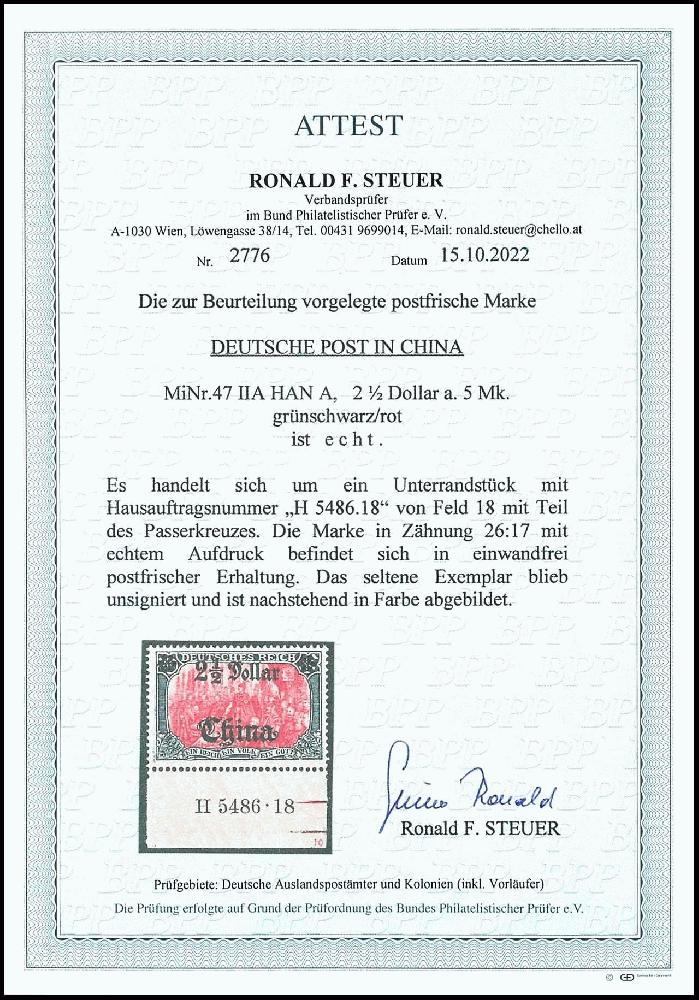 ATTEST
RONALD F. STEUER
Verbandsprüfer
im Bund Philatelistischer Prüfer e. V.
A-1030 Wien, Löwengasse 38/14, Tel. 00431 9699014, E-Mail: ronald.steuer@chello.at
Nr. 2776 Datum 15.10.2022
Die zur Beurteilung vorgelegte postfrische Marke
DEUTSCHE POST IN CHINA
MiNr.47 IIA HAN A, 2 ½ Dollar a. 5 Mk.
grünschwarz/rot
ist echt.
Es handelt sich um ein Unterrandstück mit
Hausauftragsnummer „H 5486.18“ von Feld 18 mit Teil
des Passerkreuzes. Die Marke in Zähnung 26:17 mit
echtem Aufdruck befindet sich in einwandfrei
postfrischer Erhaltung. Das seltene Exemplar blieb
unsigniert und ist nachstehend in Farbe abgebildet.
DEUTSCHES REICH
2½ Dollar
China
EIN REICH EIN VOLK EIN GOTT
H 5486·18
Ronald F. STEUER
Prüfgebiete: Deutsche Auslandspostämter und Kolonien (inkl. Vorläufer)
Die Prüfung erfolgte auf Grund der Prüfordnung des Bundes Philatelistischer Prüfer e.V.